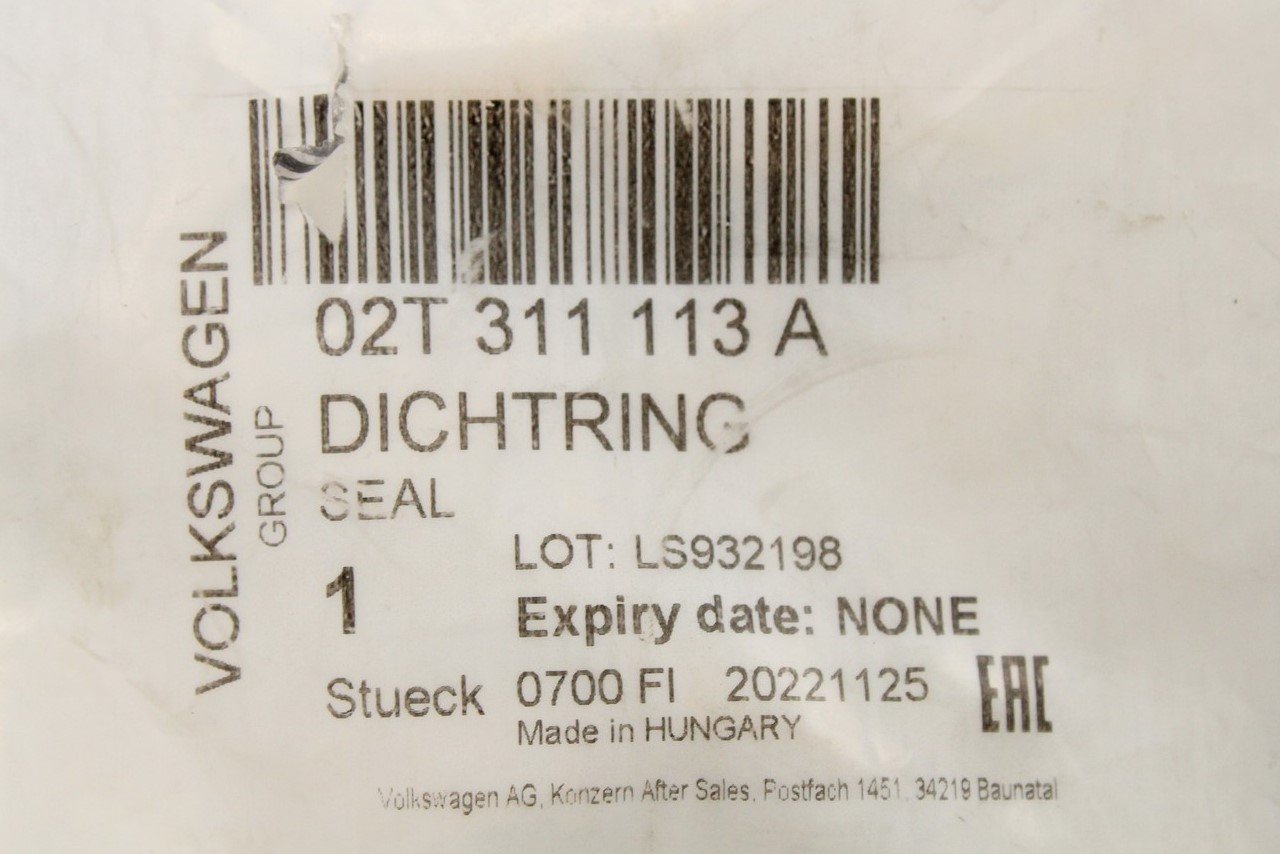 VOLKSWAGEN
GROUP
02T 311 113 A
DICHTRING
SEAL
1
Stueck
LOT: LS932198
Expiry date: NONE
0700 FI 20221125
Made in HUNGARY
EAC
Volkswagen AG, Konzern After Sales, Postfach 1451, 34219 Baunatal